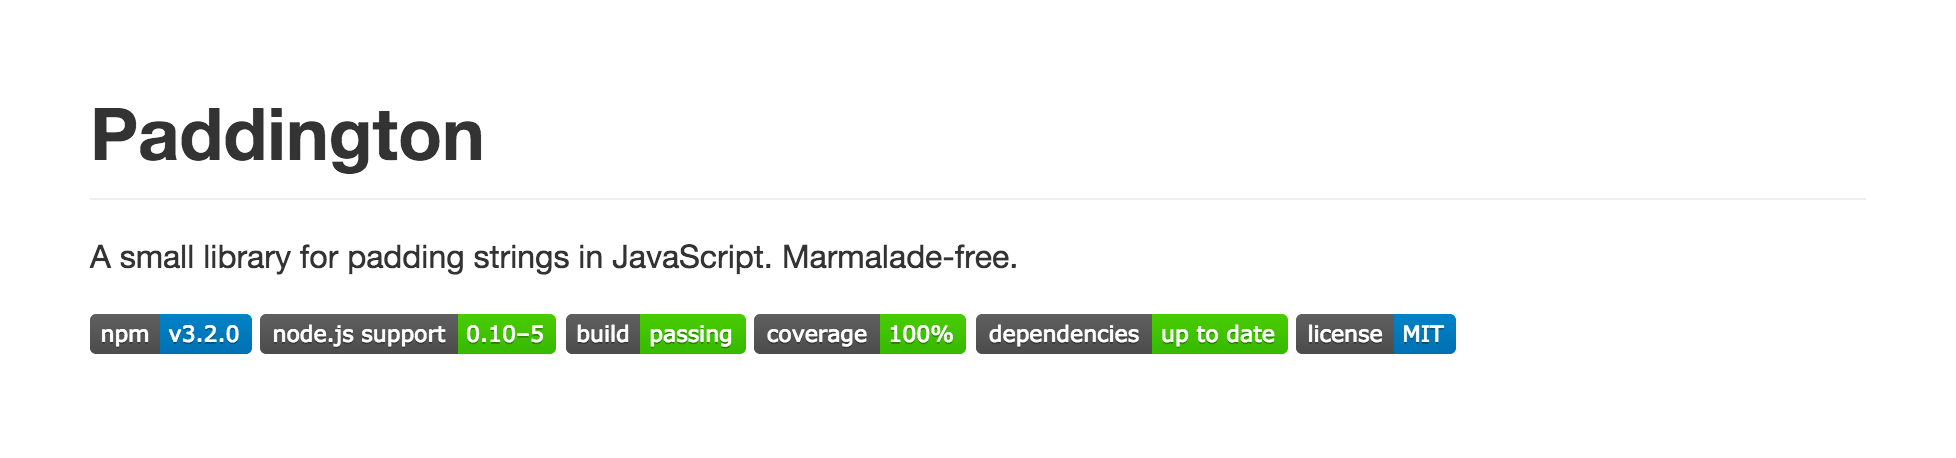 Paddington
A small library for padding strings in JavaScript. Marmalade-free.
npm v3.2.0 node.js support 0.10–5 build passing coverage 100% dependencies up to date license MIT